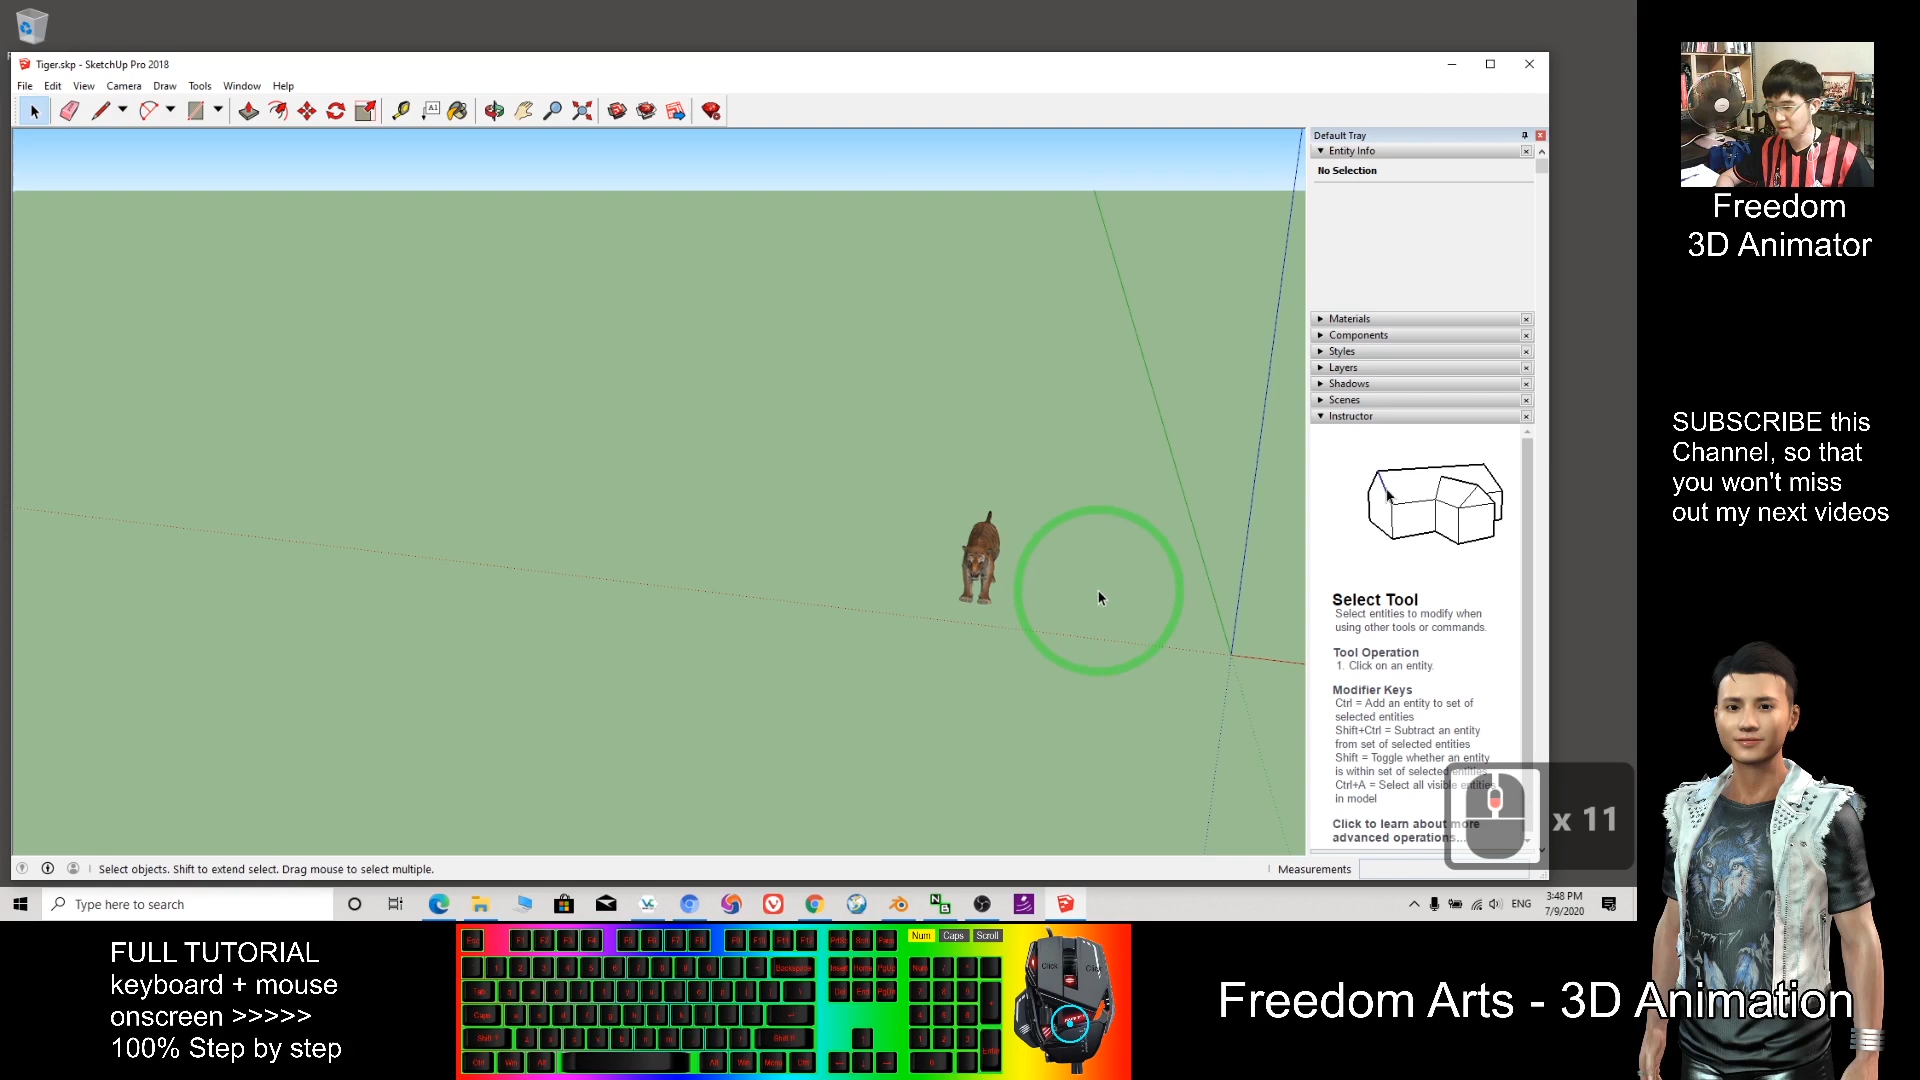 Tiger.skp - SketchUp Pro 2018
File Edit View Camera Draw Tools Window Help
A1
Default Tray
Entity Info
No Selection
Materials
Components
Styles
Layers
Shadows
Scenes
Instructor
Select Tool
Select entities to modify when
using other tools or commands.
Tool Operation
1. Click on an entity.
Modifier Keys
Ctrl = Add an entity to set of
selected entities
Shift+Ctrl = Subtract an entity
from set of selected entities
Shift = Toggle whether an entity
is within set of selected entities
Ctrl+A = Select all visible entities
in model
Click to learn about more
advanced operations...
x 11
Select objects. Shift to extend select. Drag mouse to select multiple.
Measurements
Type here to search
ENG
3:48 PM
7/9/2020
Freedom
3D Animator
SUBSCRIBE this
Channel, so that
you won't miss
out my next videos
FULL TUTORIAL
keyboard + mouse
onscreen >>>>>
100% Step by step
Num Caps Scroll
Backspace
Click
Freedom Arts - 3D Animation